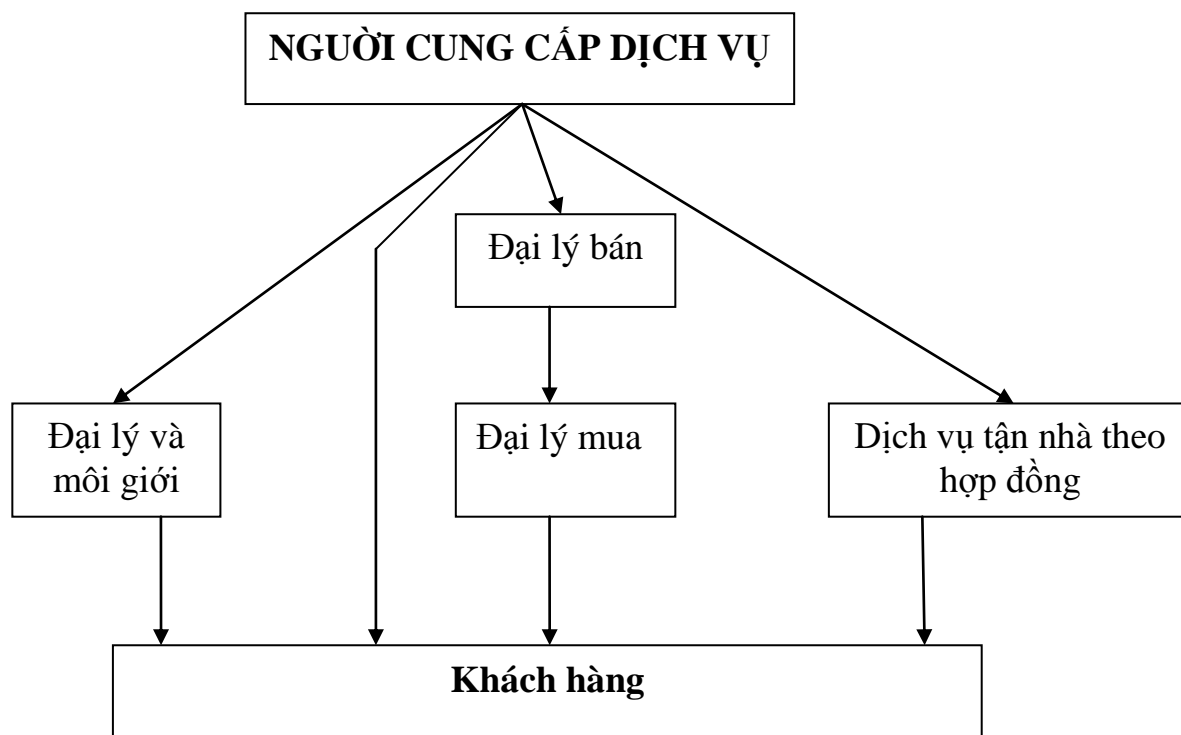 NGUỜI CUNG CẤP DỊCH VỤ
Đại lý bán
Đại lý và
môi giới
Đại lý mua
Dịch vụ tận nhà theo
hợp đồng
Khách hàng